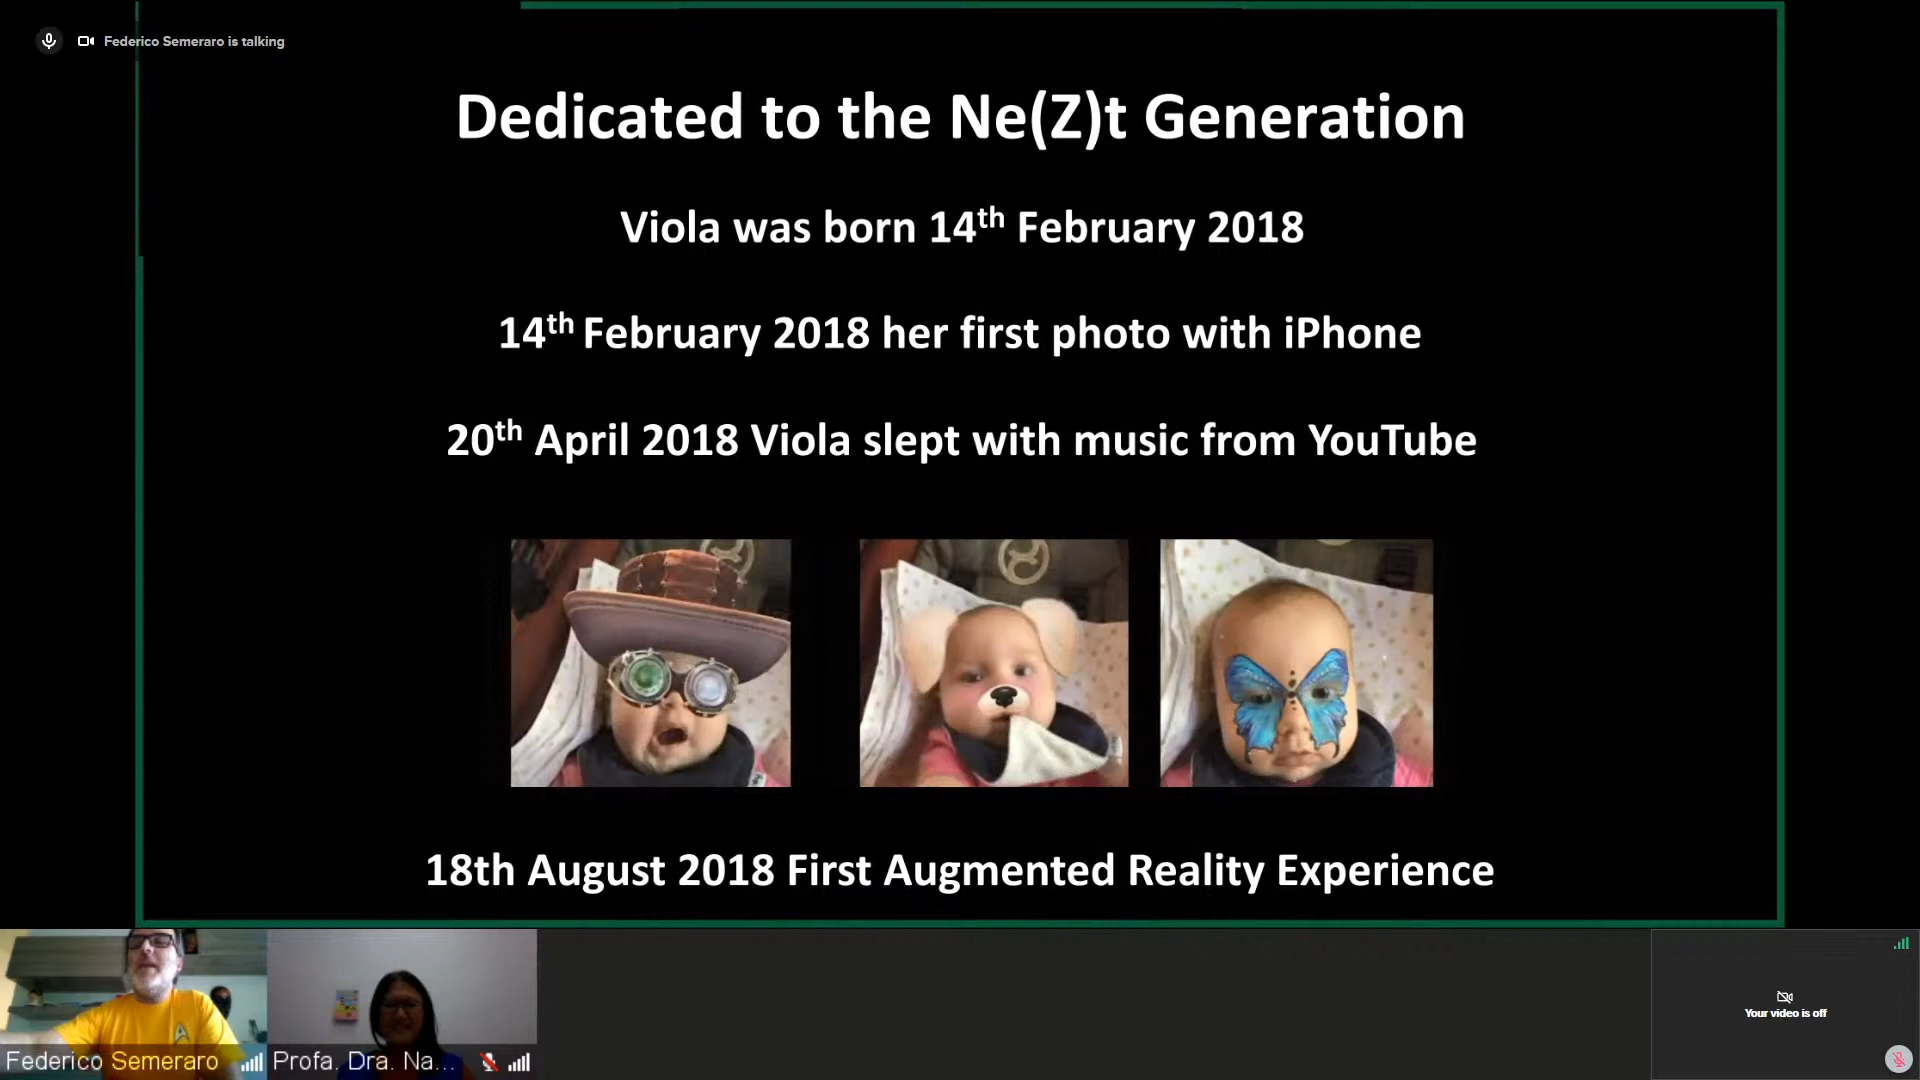 Federico Semeraro is talking
Dedicated to the Ne(Z)t Generation
Viola was born 14th February 2018
14th February 2018 her first photo with iPhone
20th April 2018 Viola slept with music from YouTube
18th August 2018 First Augmented Reality Experience
Federico Semeraro
Profa. Dra. Na...
Your video is off